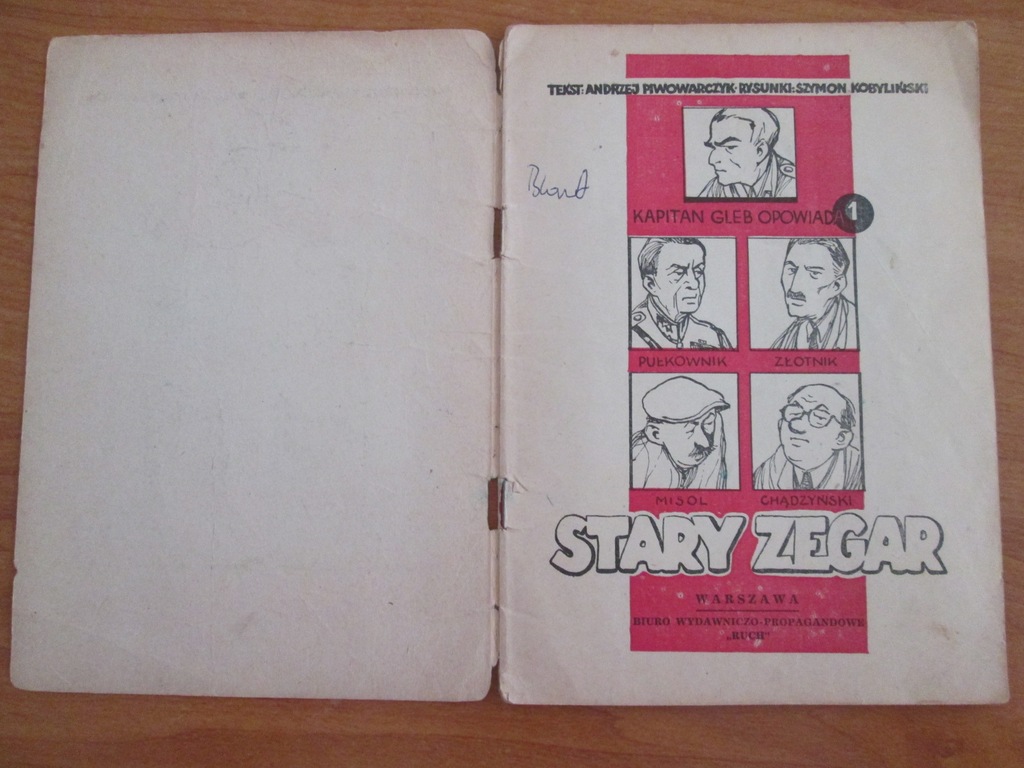 TEKST: ANDRZEJ PIWOWARCZYK·RYSUNKI: SZYMON KOBYLIŃSKI
KAPITAN GLEB OPOWIADA 1
PUŁKOWNIK ZŁOTNIK
MISOL CHĄDZYŃSKI
STARY ZEGAR
WARSZAWA
BIURO WYDAWNICZO-PROPAGANDOWE
„RUCH"